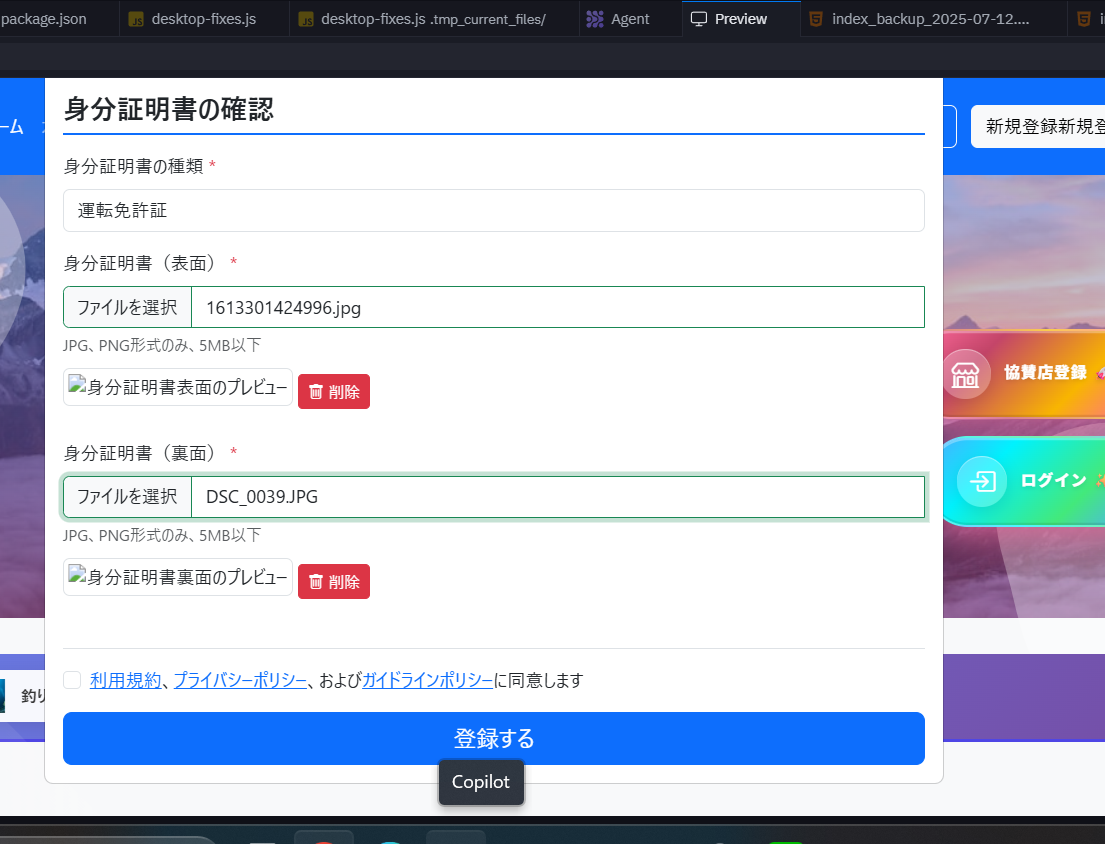 package.json
desktop-fixes.js
desktop-fixes.js .tmp_current_files/
Agent
Preview
index_backup_2025-07-12....
ーム
新規登録新規登
身分証明書の確認
身分証明書の種類 *
運転免許証
身分証明書（表面） *
ファイルを選択 1613301424996.jpg
JPG、PNG形式のみ、5MB以下
身分証明書表面のプレビュー
削除
身分証明書（裏面） *
ファイルを選択 DSC_0039.JPG
JPG、PNG形式のみ、5MB以下
身分証明書裏面のプレビュー
削除
利用規約、プライバシーポリシー、およびガイドラインポリシーに同意します
登録する
Copilot
協賛店登録
ログイン
釣り